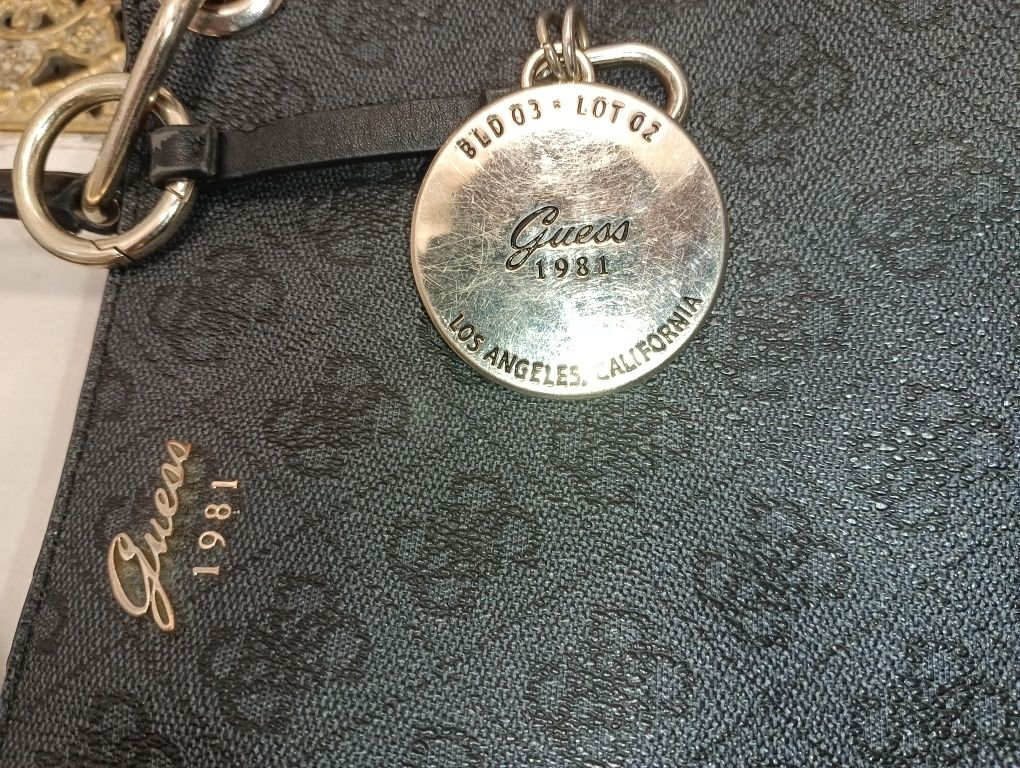 BLD 03 • LOT 02
Guess
1981
LOS ANGELES, CALIFORNIA
Guess
1981